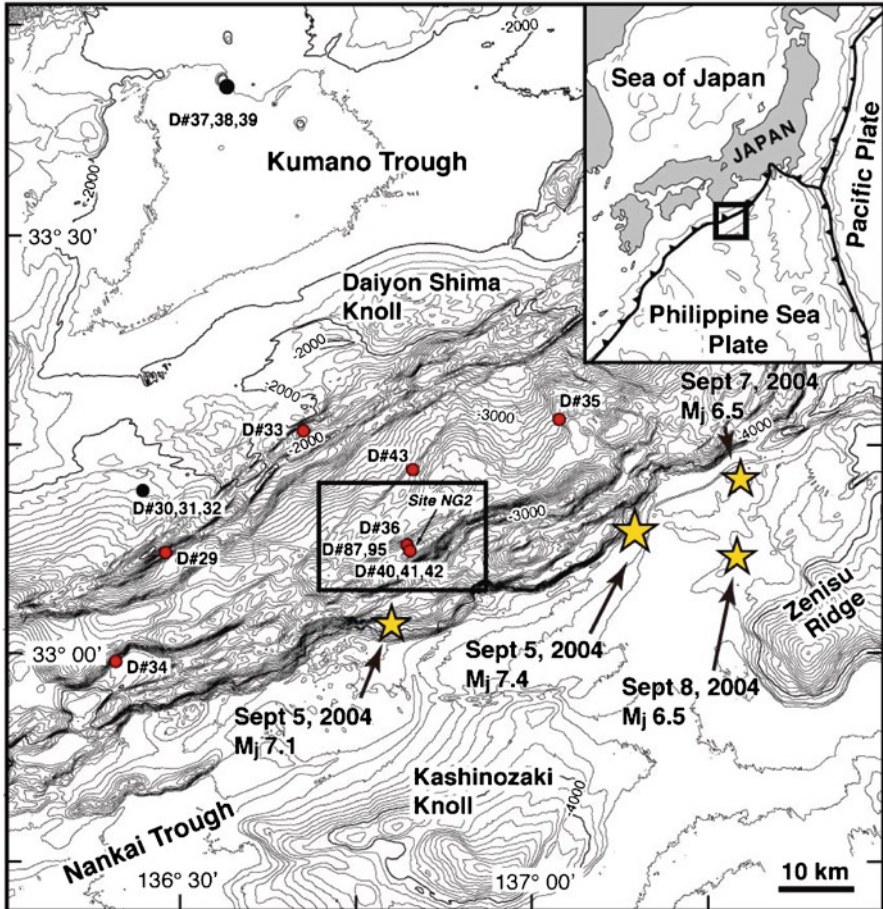 -2000
Sea of Japan
JAPAN
Pacific Plate
Philippine Sea
Plate
D#37,38,39
-2000
Kumano Trough
-2000
33° 30'
Daiyon Shima
Knoll
-2000
-2000
Sept 7, 2004
Mj 6.5
-3000
D#35
D#33
-2000
-4000
D#43
Site NG2
D#30,31,32
-3000
D#36
D#87,95
D#29
D#40,41,42
Zenisu
Ridge
33° 00'
D#34
Sept 5, 2004
Mj 7.4
Sept 8, 2004
Mj 6.5
Sept 5, 2004
Mj 7.1
Kashinozaki
Knoll
-4000
Nankai Trough
136° 30'
137° 00'
10 km